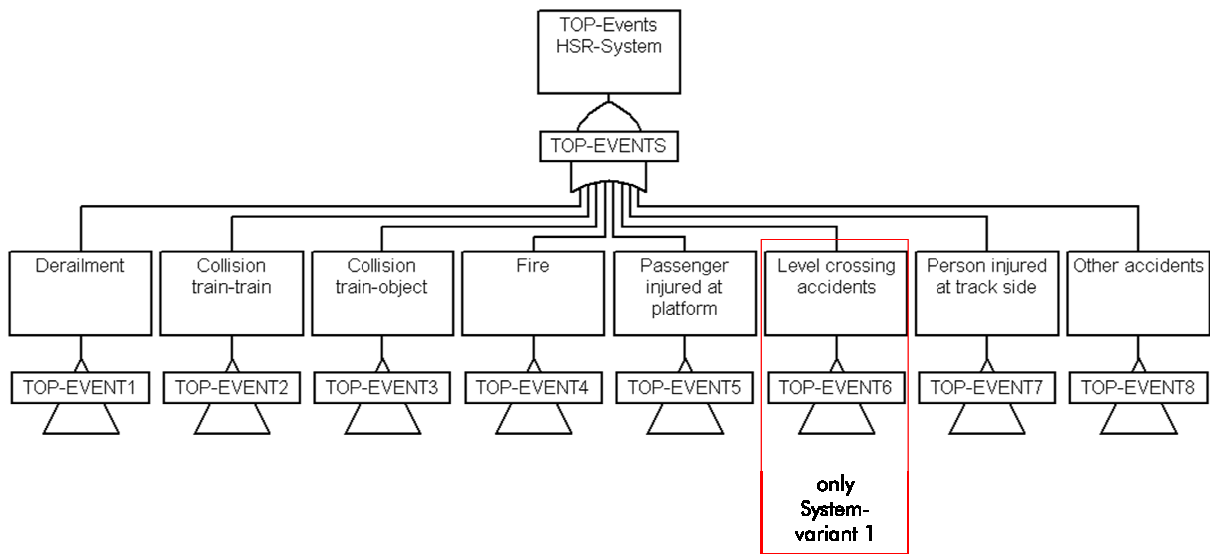 TOP-Events
HSR-System
TOP-EVENTS
Derailment
Collision
train-train
Collision
train-object
Fire
Passenger
injured at
platform
Level crossing
accidents
Person injured
at track side
Other accidents
TOP-EVENT1
TOP-EVENT2
TOP-EVENT3
TOP-EVENT4
TOP-EVENT5
TOP-EVENT6
TOP-EVENT7
TOP-EVENT8
only
System-
variant 1